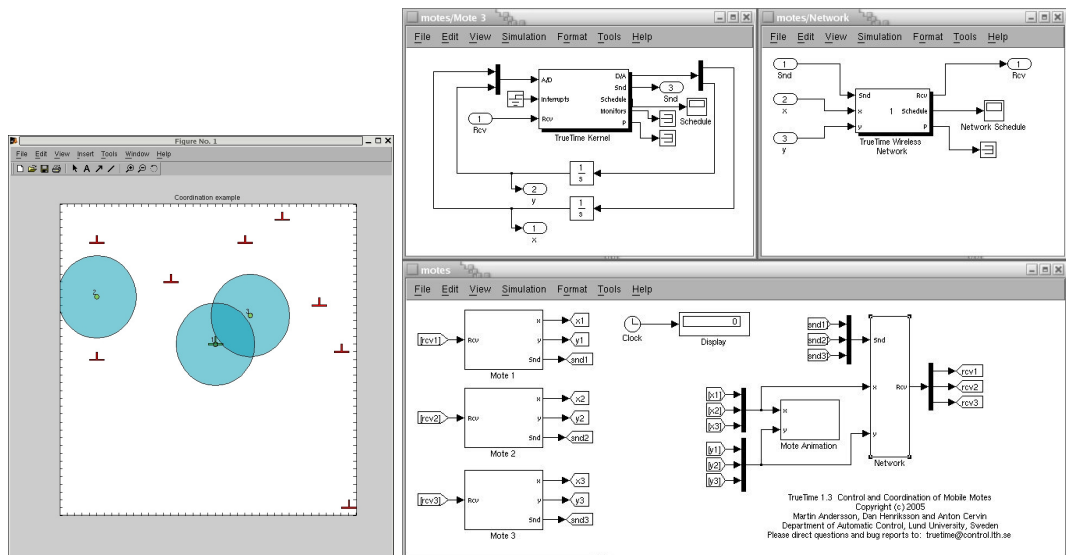 Figure No. 1
File Edit View Insert Tools Window Help
Coordination example
2
1
motes/Mote 3
File Edit View Simulation Format Tools Help
A/D
Interrupts
Rcv
D/A
Snd
Schedule
Monitors
P
TrueTime Kernel
1
Rcv
3
Snd
Schedule
1
s
2
y
1
s
1
x
motes/Network
File Edit View Simulation Format Tools Help
1
Snd
2
x
3
y
Snd
x
y
1
Rcv
Schedule
P
TrueTime Wireless
Network
1
Rcv
Network Schedule
motes
File Edit View Simulation Format Tools Help
[rcv1]
Rcv
x
y
Snd
x1
y1
snd1
Mote 1
[rcv2]
Rcv
x
y
Snd
x2
y2
snd2
Mote 2
[rcv3]
Rcv
x
y
Snd
x3
y3
snd3
Mote 3
Clock
0
Display
snd1
snd2
snd3
[x1]
[x2]
[x3]
[y1]
[y2]
[y3]
x
y
Mote Animation
Snd
x
y
Rcv
Network
rcv1
rcv2
rcv3
TrueTime 1.3 Control and Coordination of Mobile Motes
Copyright (c) 2005
Martin Andersson, Dan Henriksson and Anton Cervin
Department of Automatic Control, Lund University, Sweden
Please direct questions and bug reports to: truetime@control.lth.se